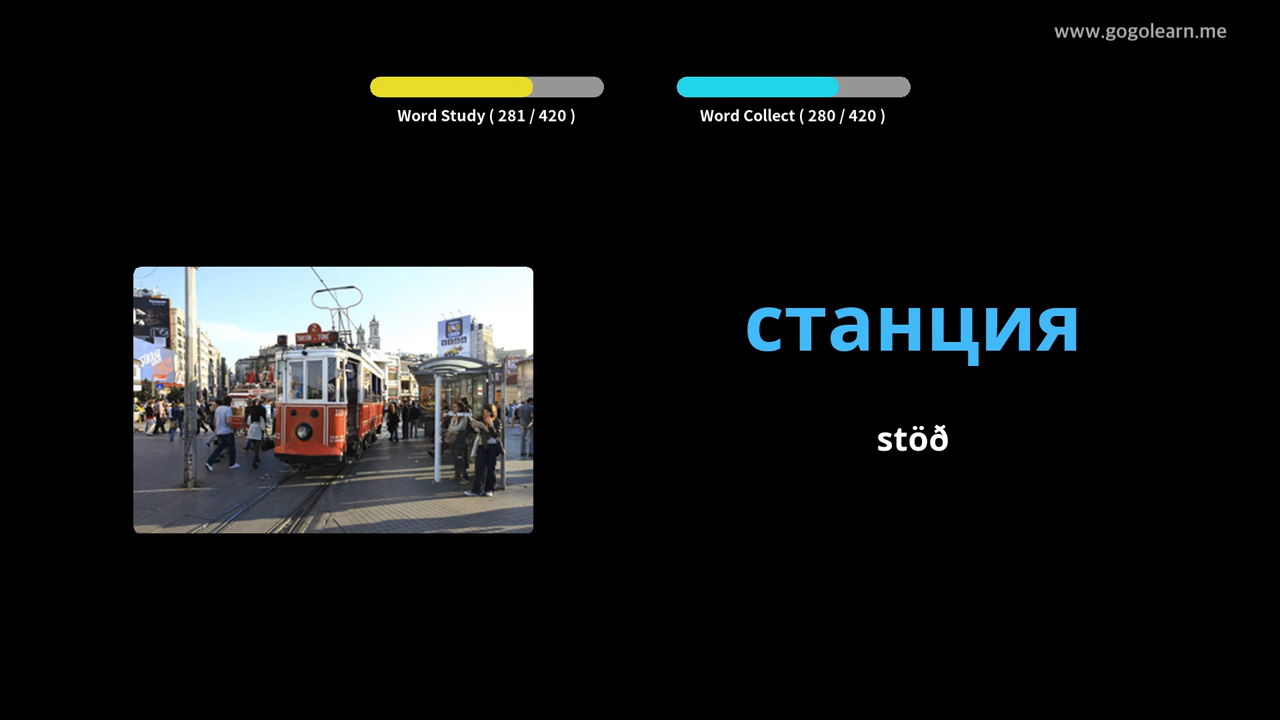 www.gogolearn.me
Word Study ( 281 / 420 )
Word Collect ( 280 / 420 )
станция
stöð